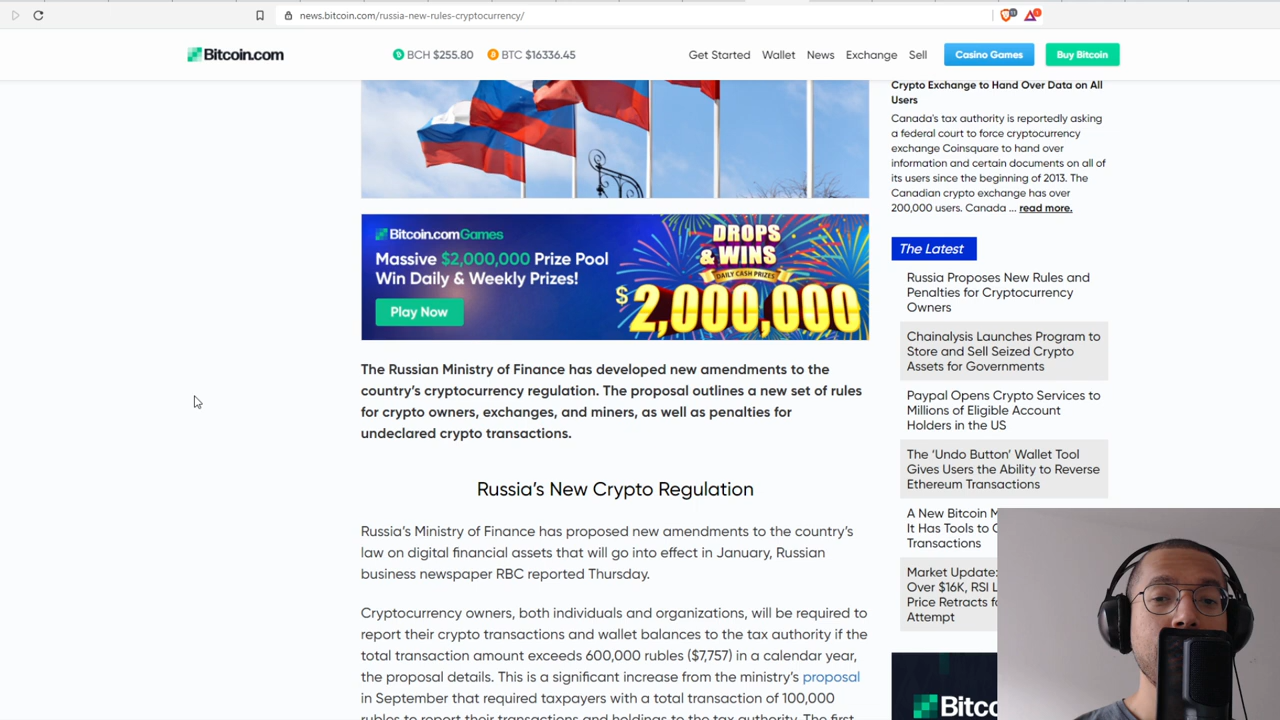 news.bitcoin.com/russia-new-rules-cryptocurrency/
Bitcoin.com
BCH $255.80
BTC $16336.45
Get Started
Wallet
News
Exchange
Sell
Casino Games
Buy Bitcoin
Bitcoin.com Games
Massive $2,000,000 Prize Pool
Win Daily & Weekly Prizes!
Play Now
DROPS
& WINS
DAILY CASH PRIZES
$2,000,000
The Russian Ministry of Finance has developed new amendments to the
country's cryptocurrency regulation. The proposal outlines a new set of rules
for crypto owners, exchanges, and miners, as well as penalties for
undeclared crypto transactions.
Russia's New Crypto Regulation
Russia's Ministry of Finance has proposed new amendments to the country's
law on digital financial assets that will go into effect in January, Russian
business newspaper RBC reported Thursday.
Cryptocurrency owners, both individuals and organizations, will be required to
report their crypto transactions and wallet balances to the tax authority if the
total transaction amount exceeds 600,000 rubles ($7,757) in a calendar year,
the proposal details. This is a significant increase from the ministry's proposal
in September that required taxpayers with a total transaction of 100,000
rubles to report their transactions and holdings to the tax authority. The first
Crypto Exchange to Hand Over Data on All
Users
Canada's tax authority is reportedly asking
a federal court to force cryptocurrency
exchange Coinsquare to hand over
information and certain documents on all of
its users since the beginning of 2013. The
Canadian crypto exchange has over
200,000 users. Canada ... read more.
The Latest
Russia Proposes New Rules and
Penalties for Cryptocurrency
Owners
Chainalysis Launches Program to
Store and Sell Seized Crypto
Assets for Governments
Paypal Opens Crypto Services to
Millions of Eligible Account
Holders in the US
The 'Undo Button' Wallet Tool
Gives Users the Ability to Reverse
Ethereum Transactions
A New Bitcoin
It Has Tools to
Transactions
Market Update:
Over $16K, RSI
Price Retracts
Attempt